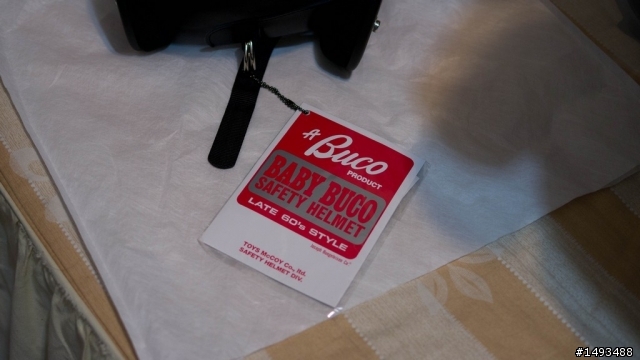 A
Buco
PRODUCT
BABY BUCO
SAFETY HELMET
LATE 60's STYLE
TOYS McCOY Co., ltd.
SAFETY HELMET DIV.
#1493488